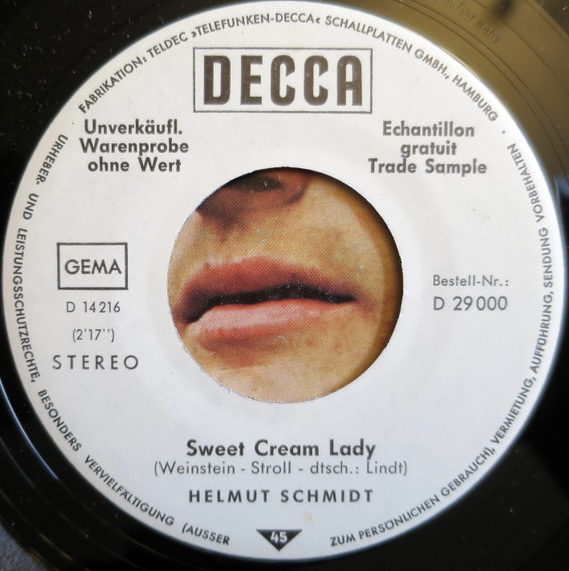 FABRIKATION: TELDEC »TELEFUNKEN-DECCA« SCHALLPLATTEN GMBH., HAMBURG ·
URHEBER- UND LEISTUNGSSCHUTZRECHTE, BESONDERS VERVIELFÄLTIGUNG (AUSSER ZUM PERSÖNLICHEN GEBRAUCH), VERMIETUNG, AUFFÜHRUNG, SENDUNG VORBEHALTEN
DECCA
Unverkäufl.
Warenprobe
ohne Wert
Echantillon
gratuit
Trade Sample
GEMA
D 14216
(2'17'')
STEREO
Bestell-Nr.:
D 29000
Sweet Cream Lady
(Weinstein - Stroll - dtsch.: Lindt)
HELMUT SCHMIDT
45